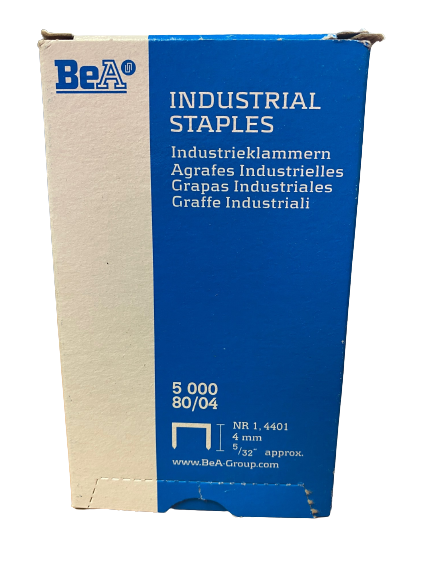 BeA
INDUSTRIAL
STAPLES
Industrieklammern
Agrafes Industrielles
Grapas Industriales
Graffe Industriali
5 000
80/04
NR 1,4401
4 mm
5/32" approx.
www.BeA-Group.com